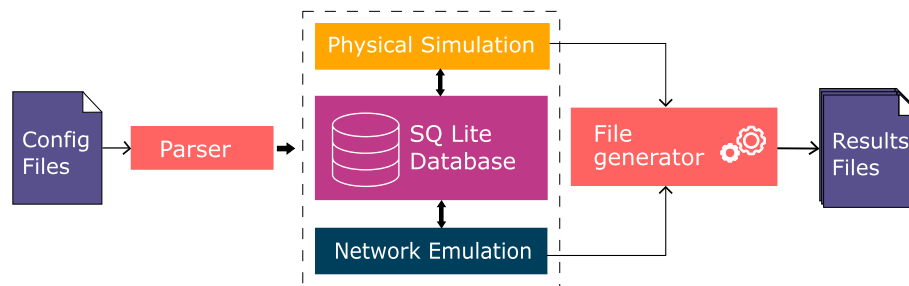 Config
Files
Parser
Physical Simulation
SQ Lite
Database
Network Emulation
File
generator
Results
Files